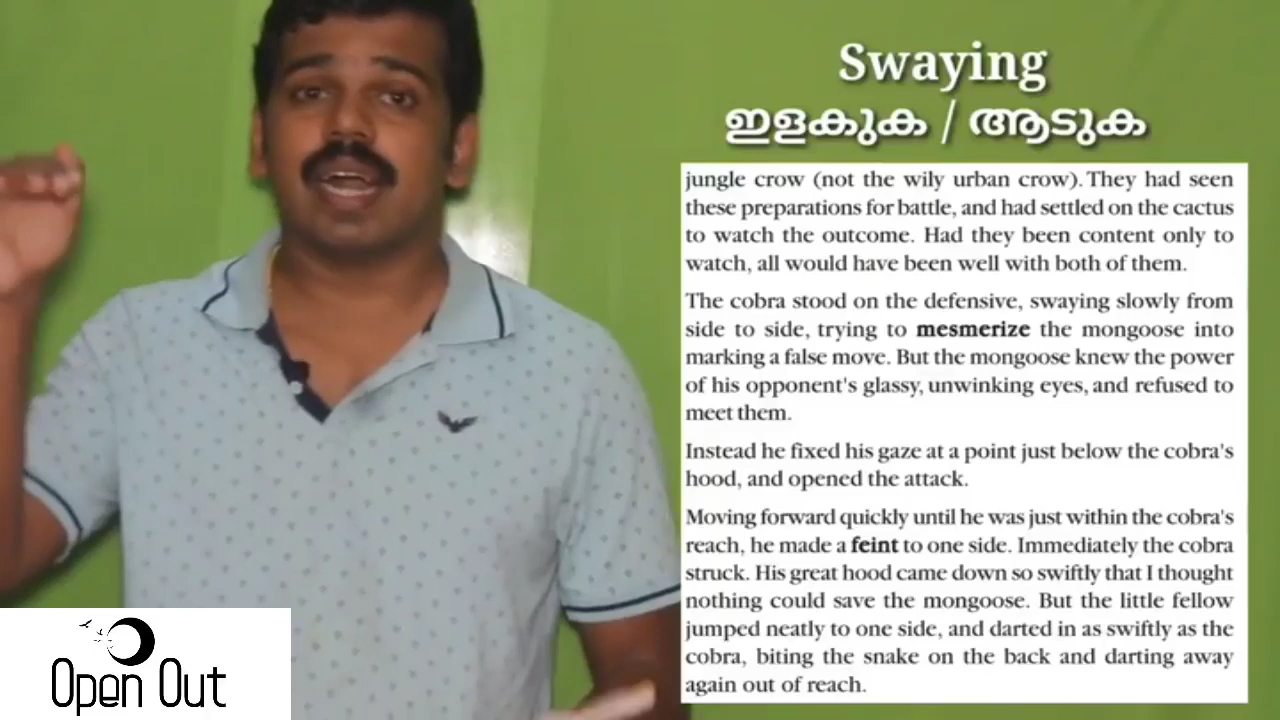 Swaying
ഇളകുക / ആടുക
jungle crow (not the wily urban crow). They had seen
these preparations for battle, and had settled on the cactus
to watch the outcome. Had they been content only to
watch, all would have been well with both of them.
The cobra stood on the defensive, swaying slowly from
side to side, trying to mesmerize the mongoose into
marking a false move. But the mongoose knew the power
of his opponent's glassy, unwinking eyes, and refused to
meet them.
Instead he fixed his gaze at a point just below the cobra's
hood, and opened the attack.
Moving forward quickly until he was just within the cobra's
reach, he made a feint to one side. Immediately the cobra
struck. His great hood came down so swiftly that I thought
nothing could save the mongoose. But the little fellow
jumped neatly to one side, and darted in as swiftly as the
cobra, biting the snake on the back and darting away
again out of reach.
Open Out